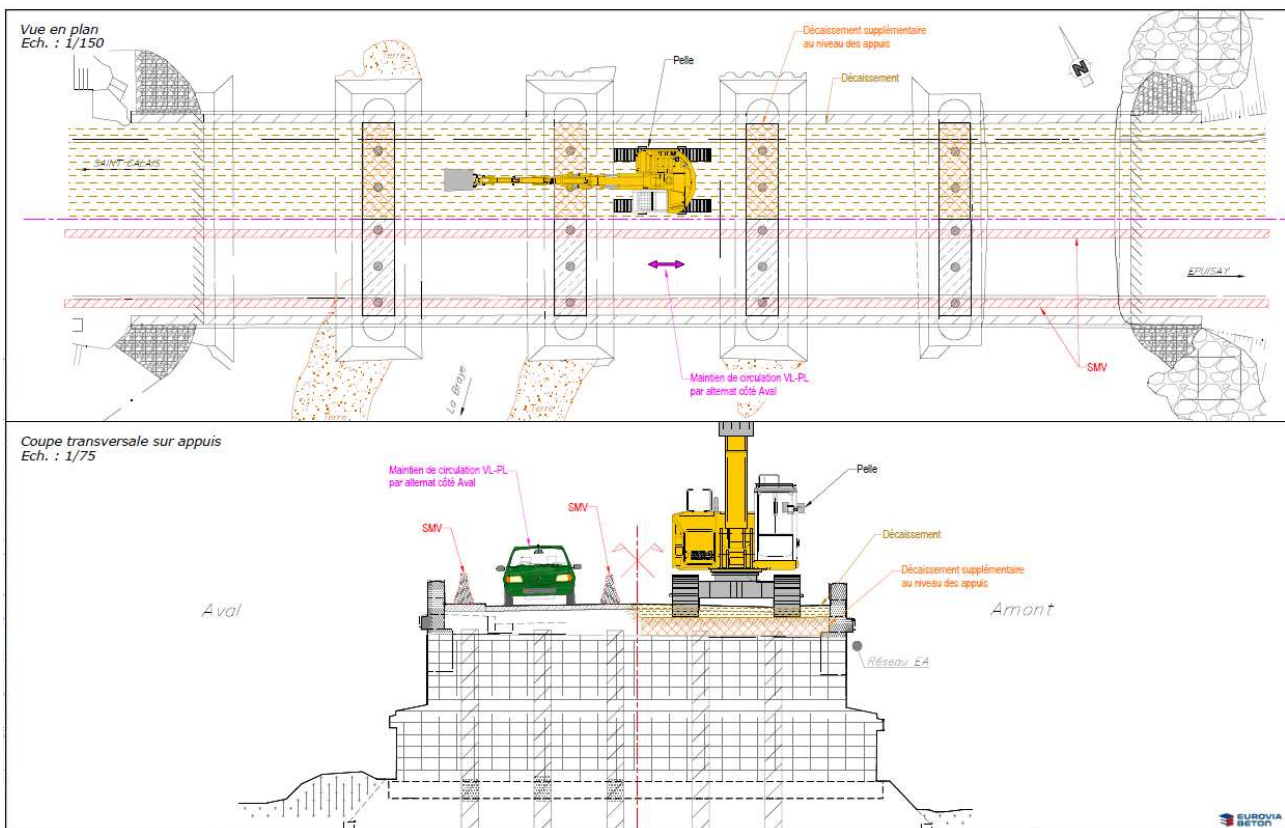 Vue en plan
Ech. : 1/150
Décaissement supplémentaire
au niveau des appuis
Pelle
Décaissement
Terre
N
SAINT CALAIS
EPUISAY
SMV
Maintien de circulation VL-PL
par alternat côté Aval
La Braye
Terre
Terre
Terre
Coupe transversale sur appuis
Ech. : 1/75
Maintien de circulation VL-PL
par alternat côté Aval
Pelle
SMV
SMV
Décaissement
Décaissement supplémentaire
au niveau des appuis
Aval
Amont
Réseau EA
EUROVIA
BETON